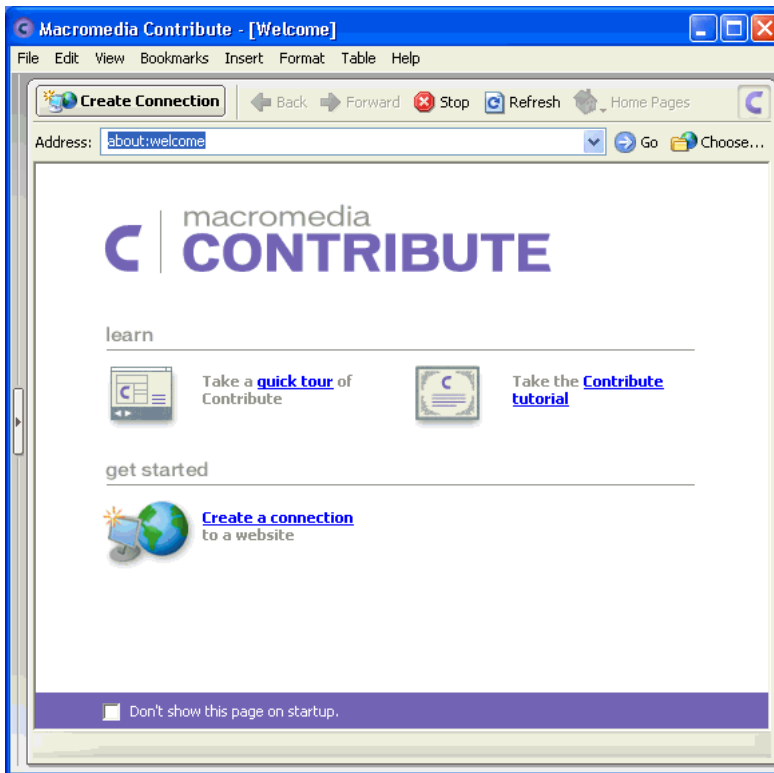 Macromedia Contribute - [Welcome]
File Edit View Bookmarks Insert Format Table Help
Create Connection Back Forward Stop Refresh Home Pages
Address: about:welcome Go Choose...
macromedia
CONTRIBUTE
learn
Take a quick tour of
Contribute
Take the Contribute
tutorial
get started
Create a connection
to a website
Don't show this page on startup.